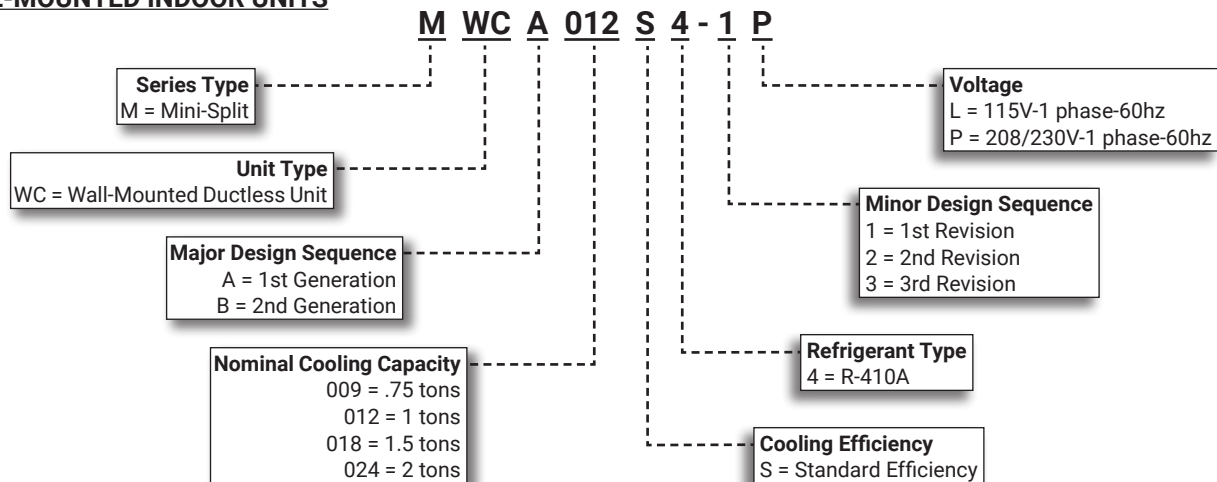 -MOUNTED INDOOR UNITS
M WC A 012 S 4 - 1 P
Series Type
M = Mini-Split
Unit Type
WC = Wall-Mounted Ductless Unit
Major Design Sequence
A = 1st Generation
B = 2nd Generation
Nominal Cooling Capacity
009 = .75 tons
012 = 1 tons
018 = 1.5 tons
024 = 2 tons
Voltage
L = 115V-1 phase-60hz
P = 208/230V-1 phase-60hz
Minor Design Sequence
1 = 1st Revision
2 = 2nd Revision
3 = 3rd Revision
Refrigerant Type
4 = R-410A
Cooling Efficiency
S = Standard Efficiency